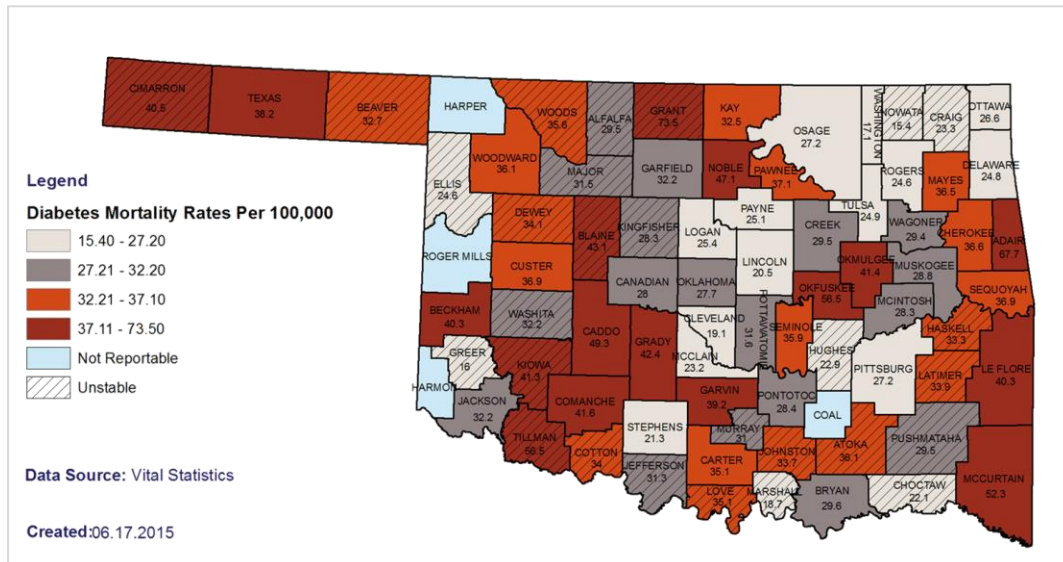 CIMARRON
40.5
TEXAS
38.2
BEAVER
32.7
HARPER
WOODS
35.6
ALFALFA
29.5
GRANT
73.5
KAY
32.5
OSAGE
27.2
WASHINGTON
17.1
NOWATA
15.4
CRAIG
23.3
OTTAWA
26.6
ELLIS
24.6
WOODWARD
36.1
MAJOR
31.5
GARFIELD
32.2
NOBLE
47.1
PAWNEE
37.1
ROGERS
24.6
MAYES
36.5
DELAWARE
24.8
ROGER MILLS
DEWEY
34.1
BLAINE
43.1
KINGFISHER
28.3
LOGAN
25.4
PAYNE
25.1
CREEK
29.5
TULSA
24.9
WAGONER
29.4
CHEROKEE
36.6
ADAIR
67.7
CUSTER
36.9
CANADIAN
28
OKLAHOMA
27.7
LINCOLN
20.5
OKMULGEE
41.4
MUSKOGEE
28.8
SEQUOYAH
36.9
BECKHAM
40.3
WASHITA
32.2
CADDO
49.3
GRADY
42.4
CLEVELAND
19.1
MCCLAIN
23.2
POTTAWATOMIE
31.6
SEMINOLE
35.9
OKFUSKEE
56.5
MCINTOSH
28.3
HASKELL
33.3
GREER
16
KIOWA
41.3
HUGHES
22.9
PITTSBURG
27.2
LATIMER
33.9
LE FLORE
40.3
HARMON
JACKSON
32.2
COMANCHE
41.6
GARVIN
39.2
PONTOTOC
28.4
COAL
TILLMAN
56.5
STEPHENS
21.3
MURRAY
31
COTTON
34
JEFFERSON
31.3
CARTER
35.1
JOHNSTON
33.7
ATOKA
36.1
PUSHMATAHA
29.5
MCCURTAIN
52.3
LOVE
35.1
MARSHALL
18.7
BRYAN
29.6
CHOCTAW
22.1
Legend
Diabetes Mortality Rates Per 100,000
15.40 - 27.20
27.21 - 32.20
32.21 - 37.10
37.11 - 73.50
Not Reportable
Unstable
Data Source: Vital Statistics
Created:06.17.2015